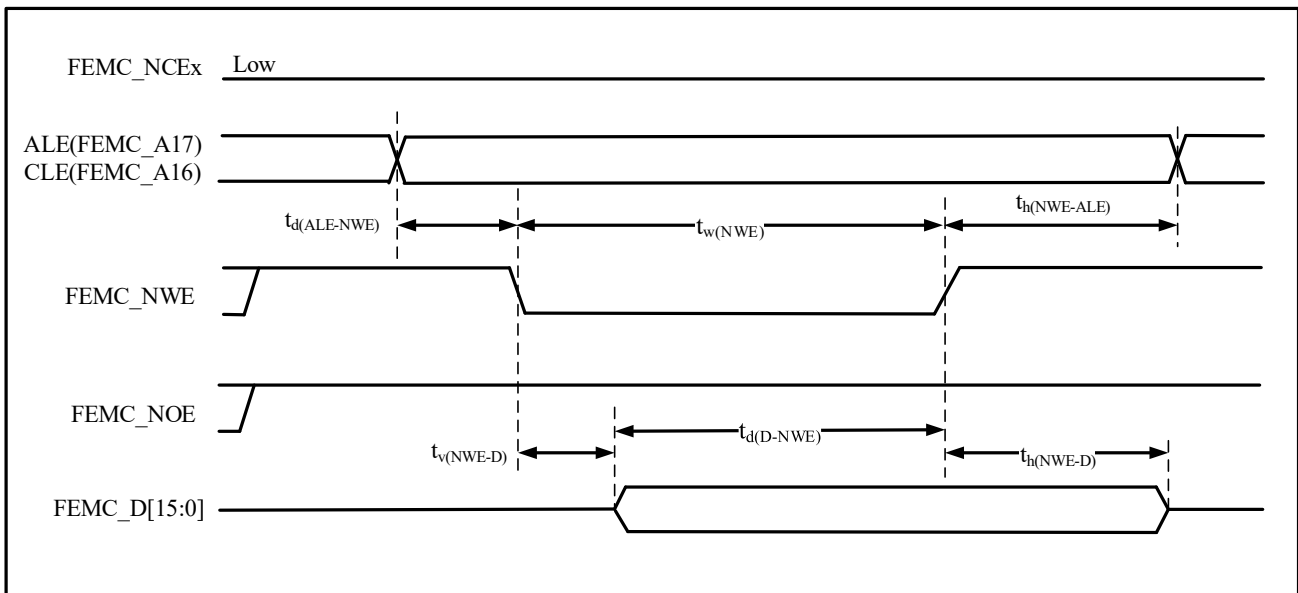 FEMC_NCEx Low
ALE(FEMC_A17)
CLE(FEMC_A16)
td(ALE-NWE) tw(NWE) th(NWE-ALE)
FEMC_NWE
FEMC_NOE
tv(NWE-D) td(D-NWE) th(NWE-D)
FEMC_D[15:0]